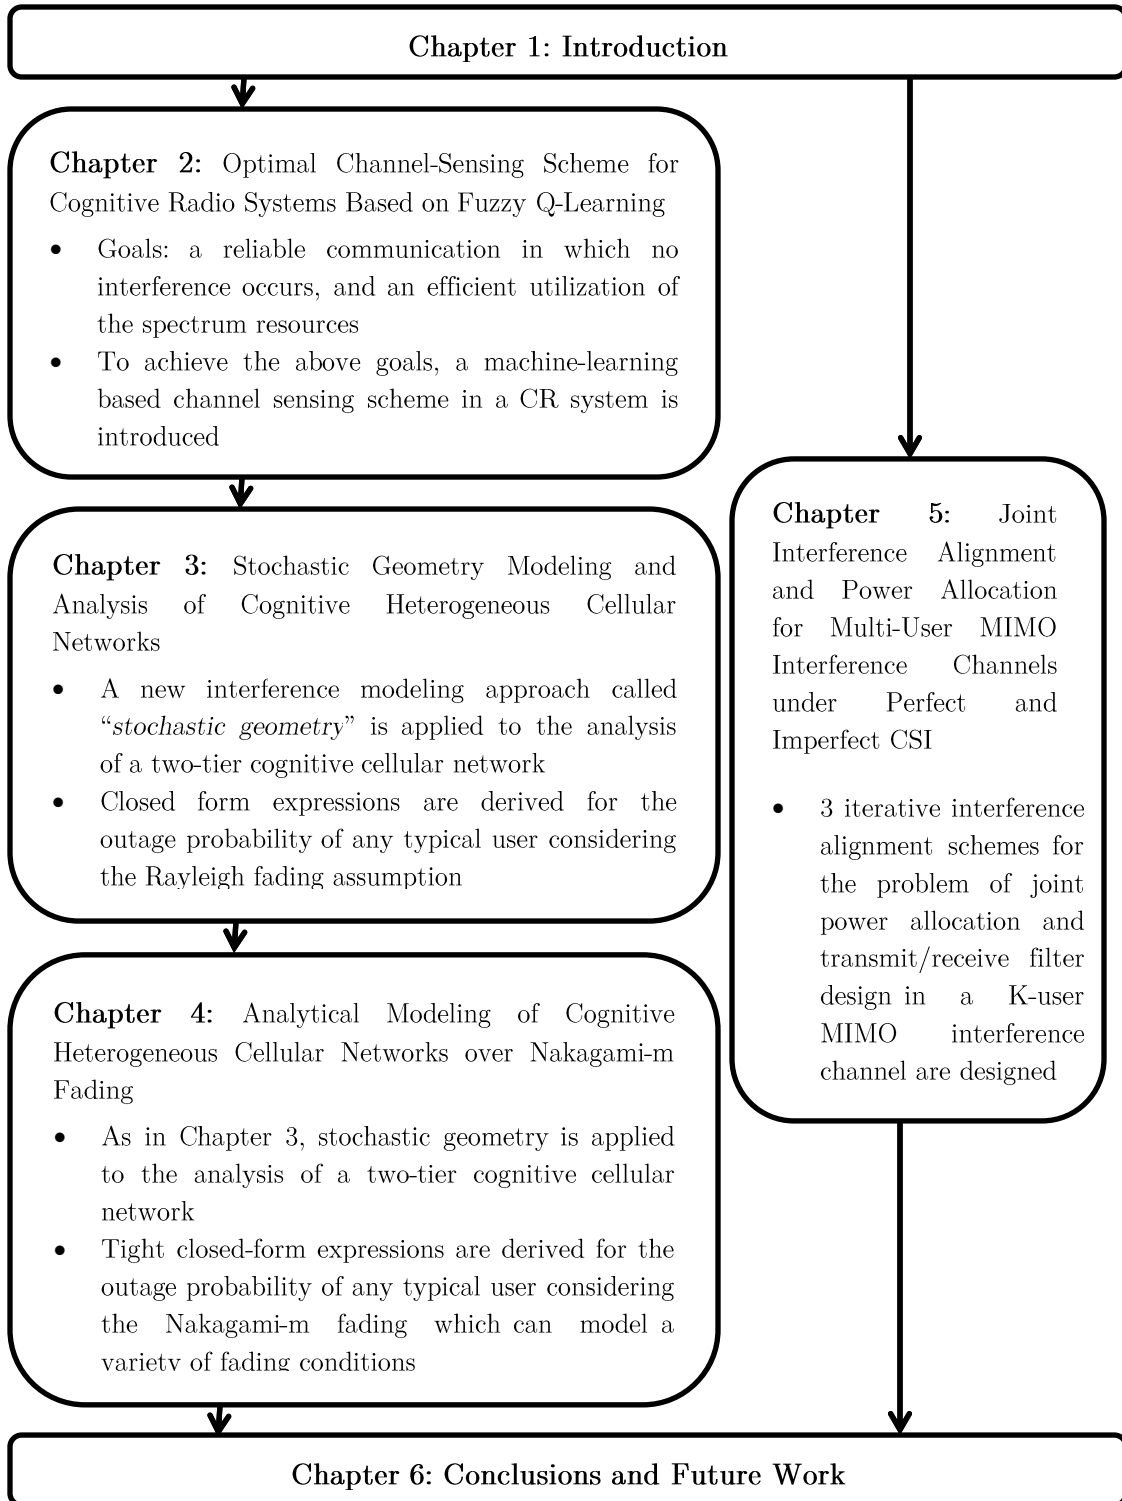 Chapter 1: Introduction
Chapter 2: Optimal Channel-Sensing Scheme for
Cognitive Radio Systems Based on Fuzzy Q-Learning
• Goals: a reliable communication in which no
interference occurs, and an efficient utilization of
the spectrum resources
• To achieve the above goals, a machine-learning
based channel sensing scheme in a CR system is
introduced
Chapter 3: Stochastic Geometry Modeling and
Analysis of Cognitive Heterogeneous Cellular
Networks
• A new interference modeling approach called
“stochastic geometry” is applied to the analysis
of a two-tier cognitive cellular network
• Closed form expressions are derived for the
outage probability of any typical user considering
the Rayleigh fading assumption
Chapter 4: Analytical Modeling of Cognitive
Heterogeneous Cellular Networks over Nakagami-m
Fading
• As in Chapter 3, stochastic geometry is applied
to the analysis of a two-tier cognitive cellular
network
• Tight closed-form expressions are derived for the
outage probability of any typical user considering
the Nakagami-m fading which can model a
variety of fading conditions
Chapter 5: Joint
Interference Alignment
and Power Allocation
for Multi-User MIMO
Interference Channels
under Perfect and
Imperfect CSI
• 3 iterative interference
alignment schemes for
the problem of joint
power allocation and
transmit/receive filter
design in a K-user
MIMO interference
channel are designed
Chapter 6: Conclusions and Future Work